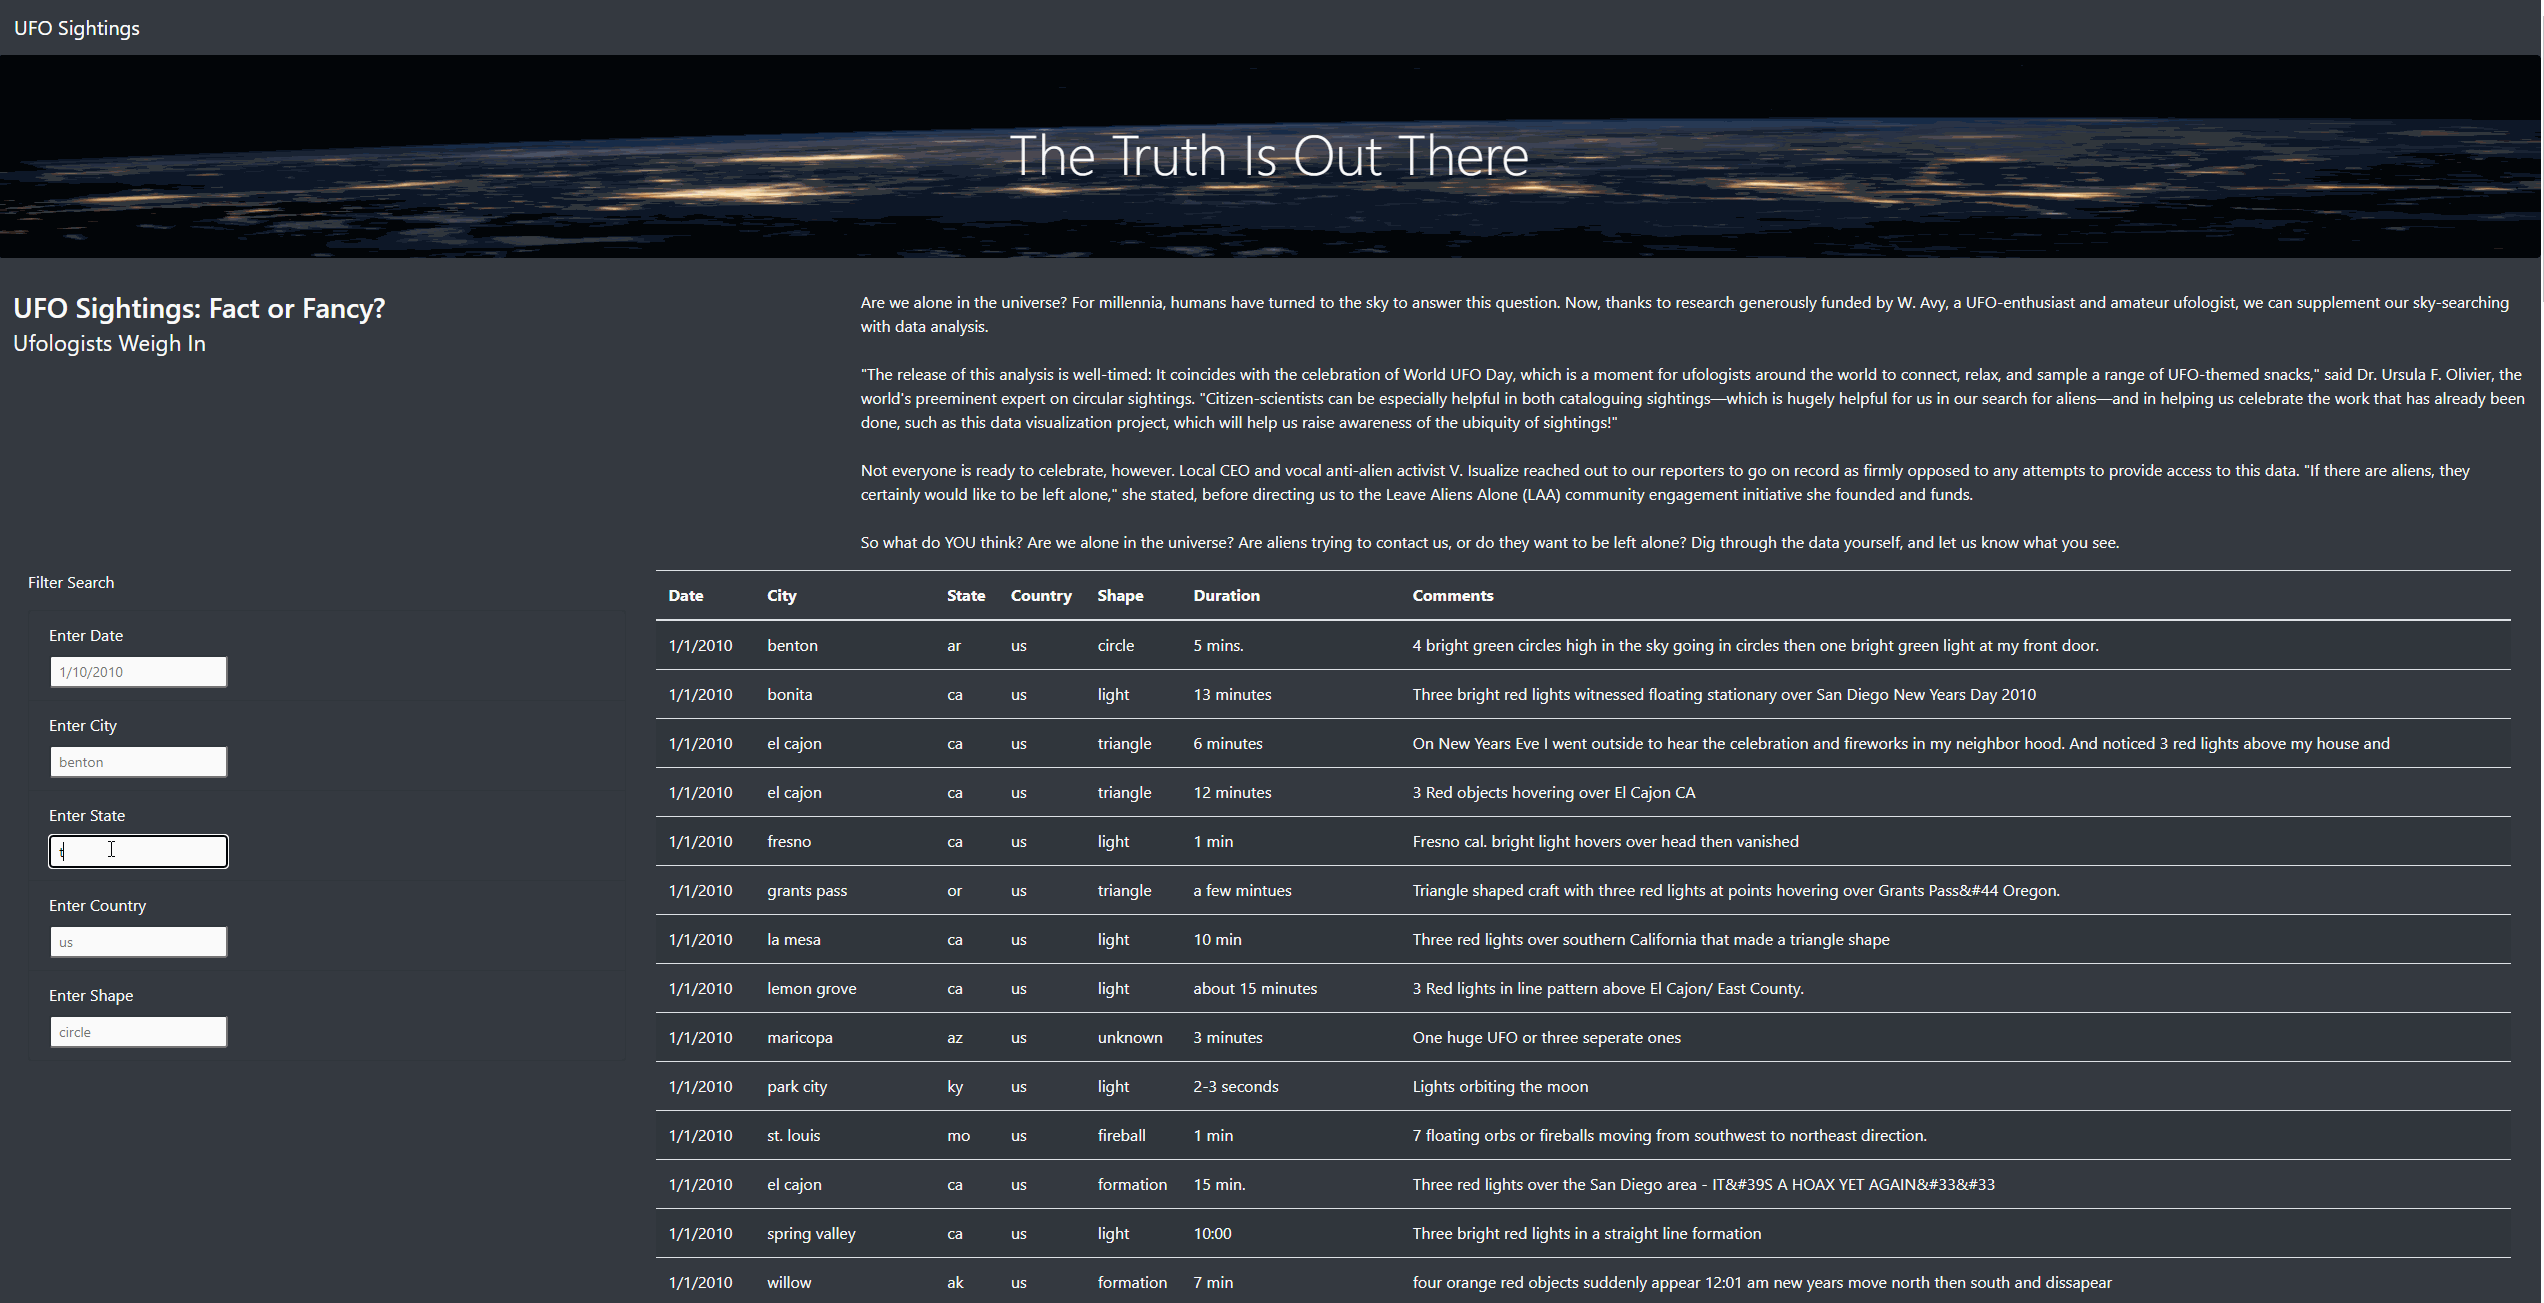 UFO Sightings
The Truth Is Out There
UFO Sightings: Fact or Fancy?
Ufologists Weigh In
Are we alone in the universe? For millennia, humans have turned to the sky to answer this question. Now, thanks to research generously funded by W. Avy, a UFO-enthusiast and amateur ufologist, we can supplement our sky-searching
with data analysis.
"The release of this analysis is well-timed: It coincides with the celebration of World UFO Day, which is a moment for ufologists around the world to connect, relax, and sample a range of UFO-themed snacks," said Dr. Ursula F. Olivier, the
world's preeminent expert on circular sightings. "Citizen-scientists can be especially helpful in both cataloguing sightings—which is hugely helpful for us in our search for aliens—and in helping us celebrate the work that has already been
done, such as this data visualization project, which will help us raise awareness of the ubiquity of sightings!"
Not everyone is ready to celebrate, however. Local CEO and vocal anti-alien activist V. Isualize reached out to our reporters to go on record as firmly opposed to any attempts to provide access to this data. "If there are aliens, they
certainly would like to be left alone," she stated, before directing us to the Leave Aliens Alone (LAA) community engagement initiative she founded and funds.
So what do YOU think? Are we alone in the universe? Are aliens trying to contact us, or do they want to be left alone? Dig through the data yourself, and let us know what you see.
Filter Search
Enter Date
1/10/2010
Enter City
benton
Enter State
t
Enter Country
us
Enter Shape
circle
Date City State Country Shape Duration Comments
1/1/2010 benton ar us circle 5 mins. 4 bright green circles high in the sky going in circles then one bright green light at my front door.
1/1/2010 bonita ca us light 13 minutes Three bright red lights witnessed floating stationary over San Diego New Years Day 2010
1/1/2010 el cajon ca us triangle 6 minutes On New Years Eve I went outside to hear the celebration and fireworks in my neighbor hood. And noticed 3 red lights above my house and
1/1/2010 el cajon ca us triangle 12 minutes 3 Red objects hovering over El Cajon CA
1/1/2010 fresno ca us light 1 min Fresno cal. bright light hovers over head then vanished
1/1/2010 grants pass or us triangle a few mintues Triangle shaped craft with three red lights at points hovering over Grants Pass&#44 Oregon.
1/1/2010 la mesa ca us light 10 min Three red lights over southern California that made a triangle shape
1/1/2010 lemon grove ca us light about 15 minutes 3 Red lights in line pattern above El Cajon/ East County.
1/1/2010 maricopa az us unknown 3 minutes One huge UFO or three seperate ones
1/1/2010 park city ky us light 2-3 seconds Lights orbiting the moon
1/1/2010 st. louis mo us fireball 1 min 7 floating orbs or fireballs moving from southwest to northeast direction.
1/1/2010 el cajon ca us formation 15 min. Three red lights over the San Diego area - IT&#39S A HOAX YET AGAIN&#33&#33
1/1/2010 spring valley ca us light 10:00 Three bright red lights in a straight line formation
1/1/2010 willow ak us formation 7 min four orange red objects suddenly appear 12:01 am new years move north then south and dissapear